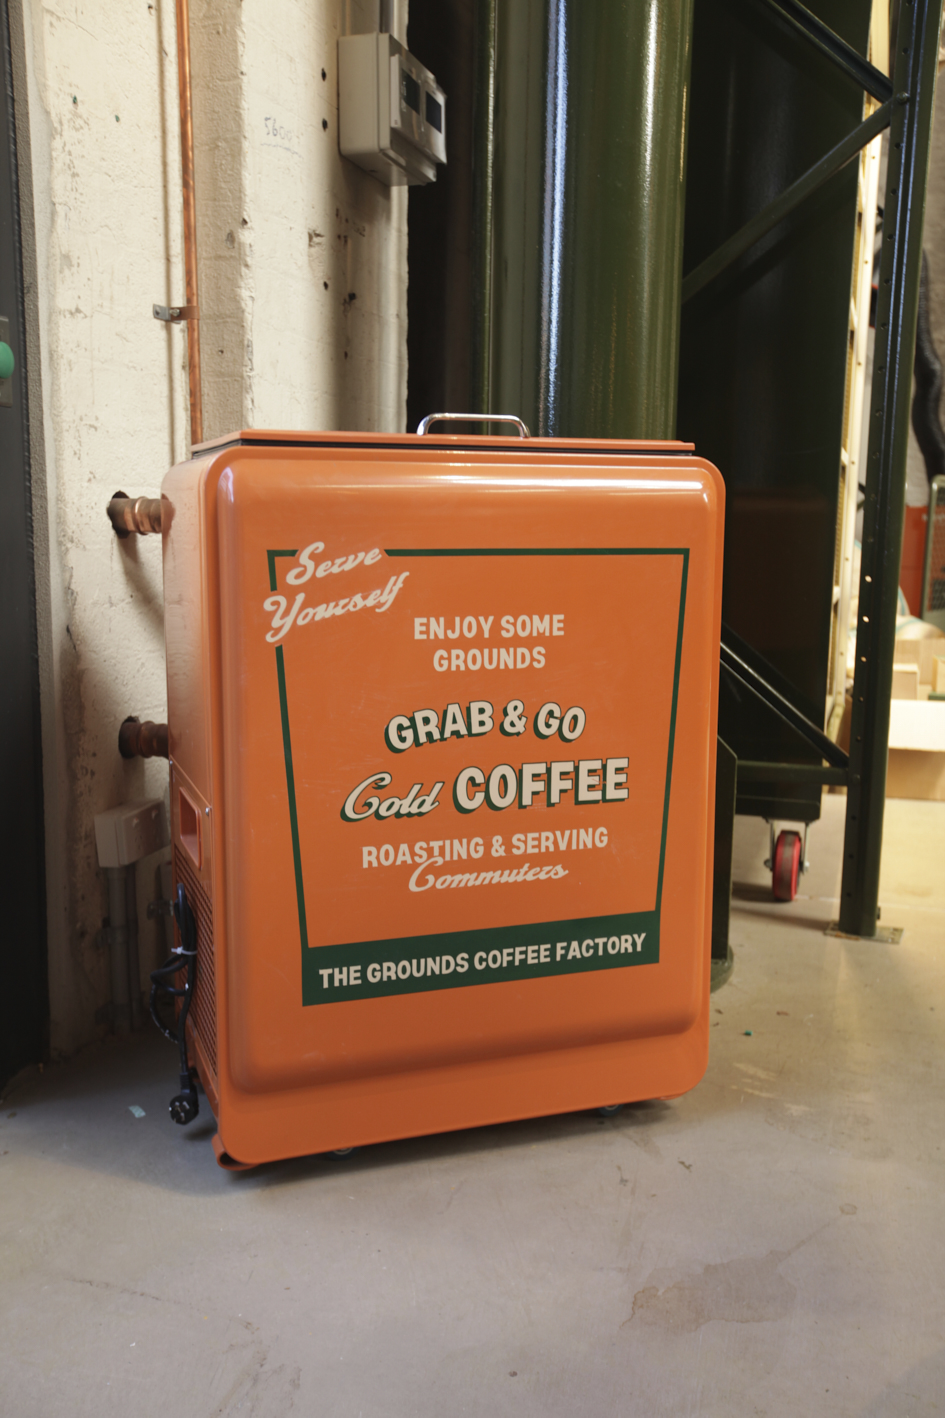 Serve
Yourself
ENJOY SOME
GROUNDS
GRAB & GO
Cold COFFEE
ROASTING & SERVING
Commuters
THE GROUNDS COFFEE FACTORY